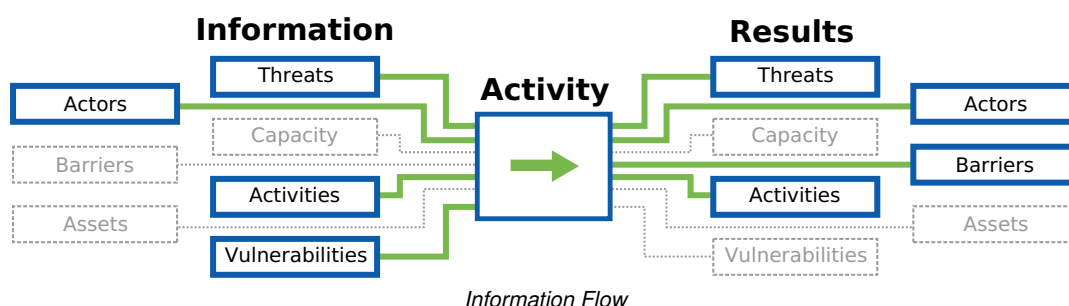 Information
Results
Threats
Activity
Threats
Actors
Actors
Capacity
Capacity
Barriers
Barriers
Activities
Activities
Assets
Assets
Vulnerabilities
Vulnerabilities
Information Flow